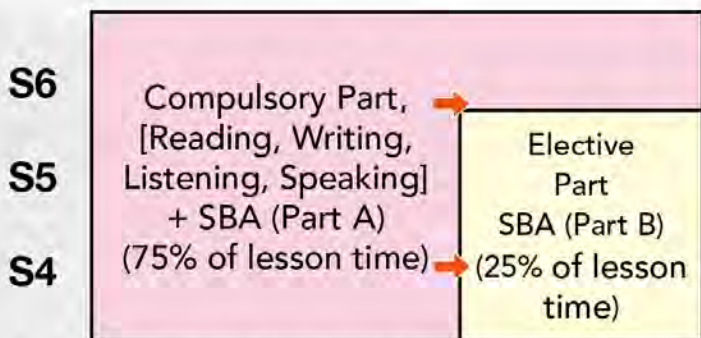 S6
S5
S4
Compulsory Part,
[Reading, Writing,
Listening, Speaking]
+ SBA (Part A)
(75% of lesson time)
Elective
Part
SBA (Part B)
(25% of lesson
time)